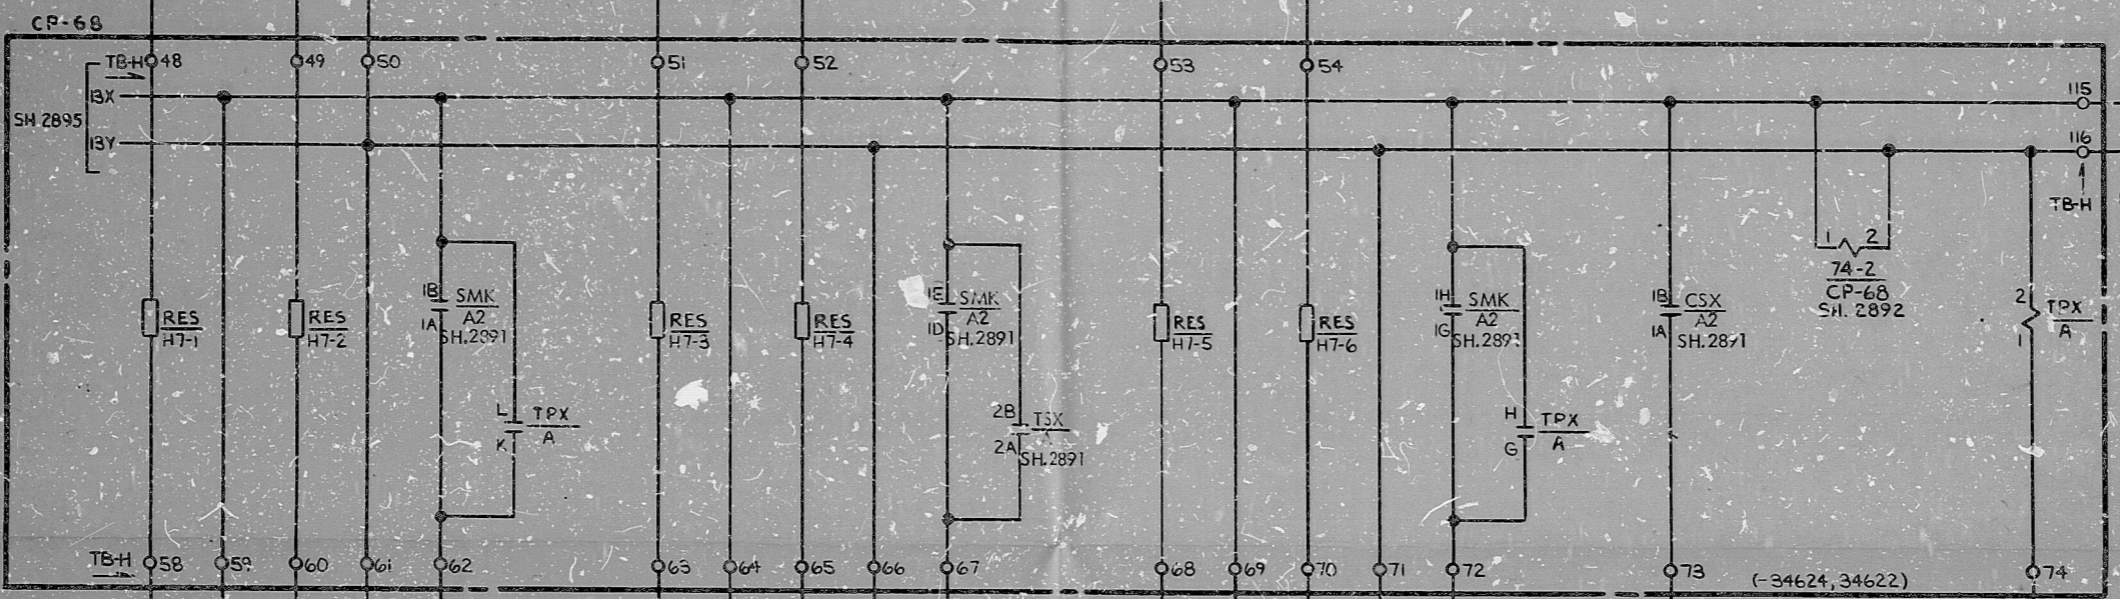 CP-68
TB-H 48 49 50 51 52 53 54
13X
115
SH 2895
13Y
116
TB-H
1 2
74-2
CP-68
SH. 2892
1B SMK
A2
1A SH.2891
1E SMK
A2
1D SH.2891
1H SMK
A2
1G SH.2891
1B CSX
A2
1A SH.2891
2 TPX
A
1
RES
H7-1
RES
H7-2
RES
H7-3
RES
H7-4
RES
H7-5
RES
H7-6
L TPX
A
K
2B TSX
2A SH.2891
H TPX
A
G
TB-H 58 59 60 61 62 63 64 65 66 67 68 69 70 71 72 73 74
(-34624, 34622)